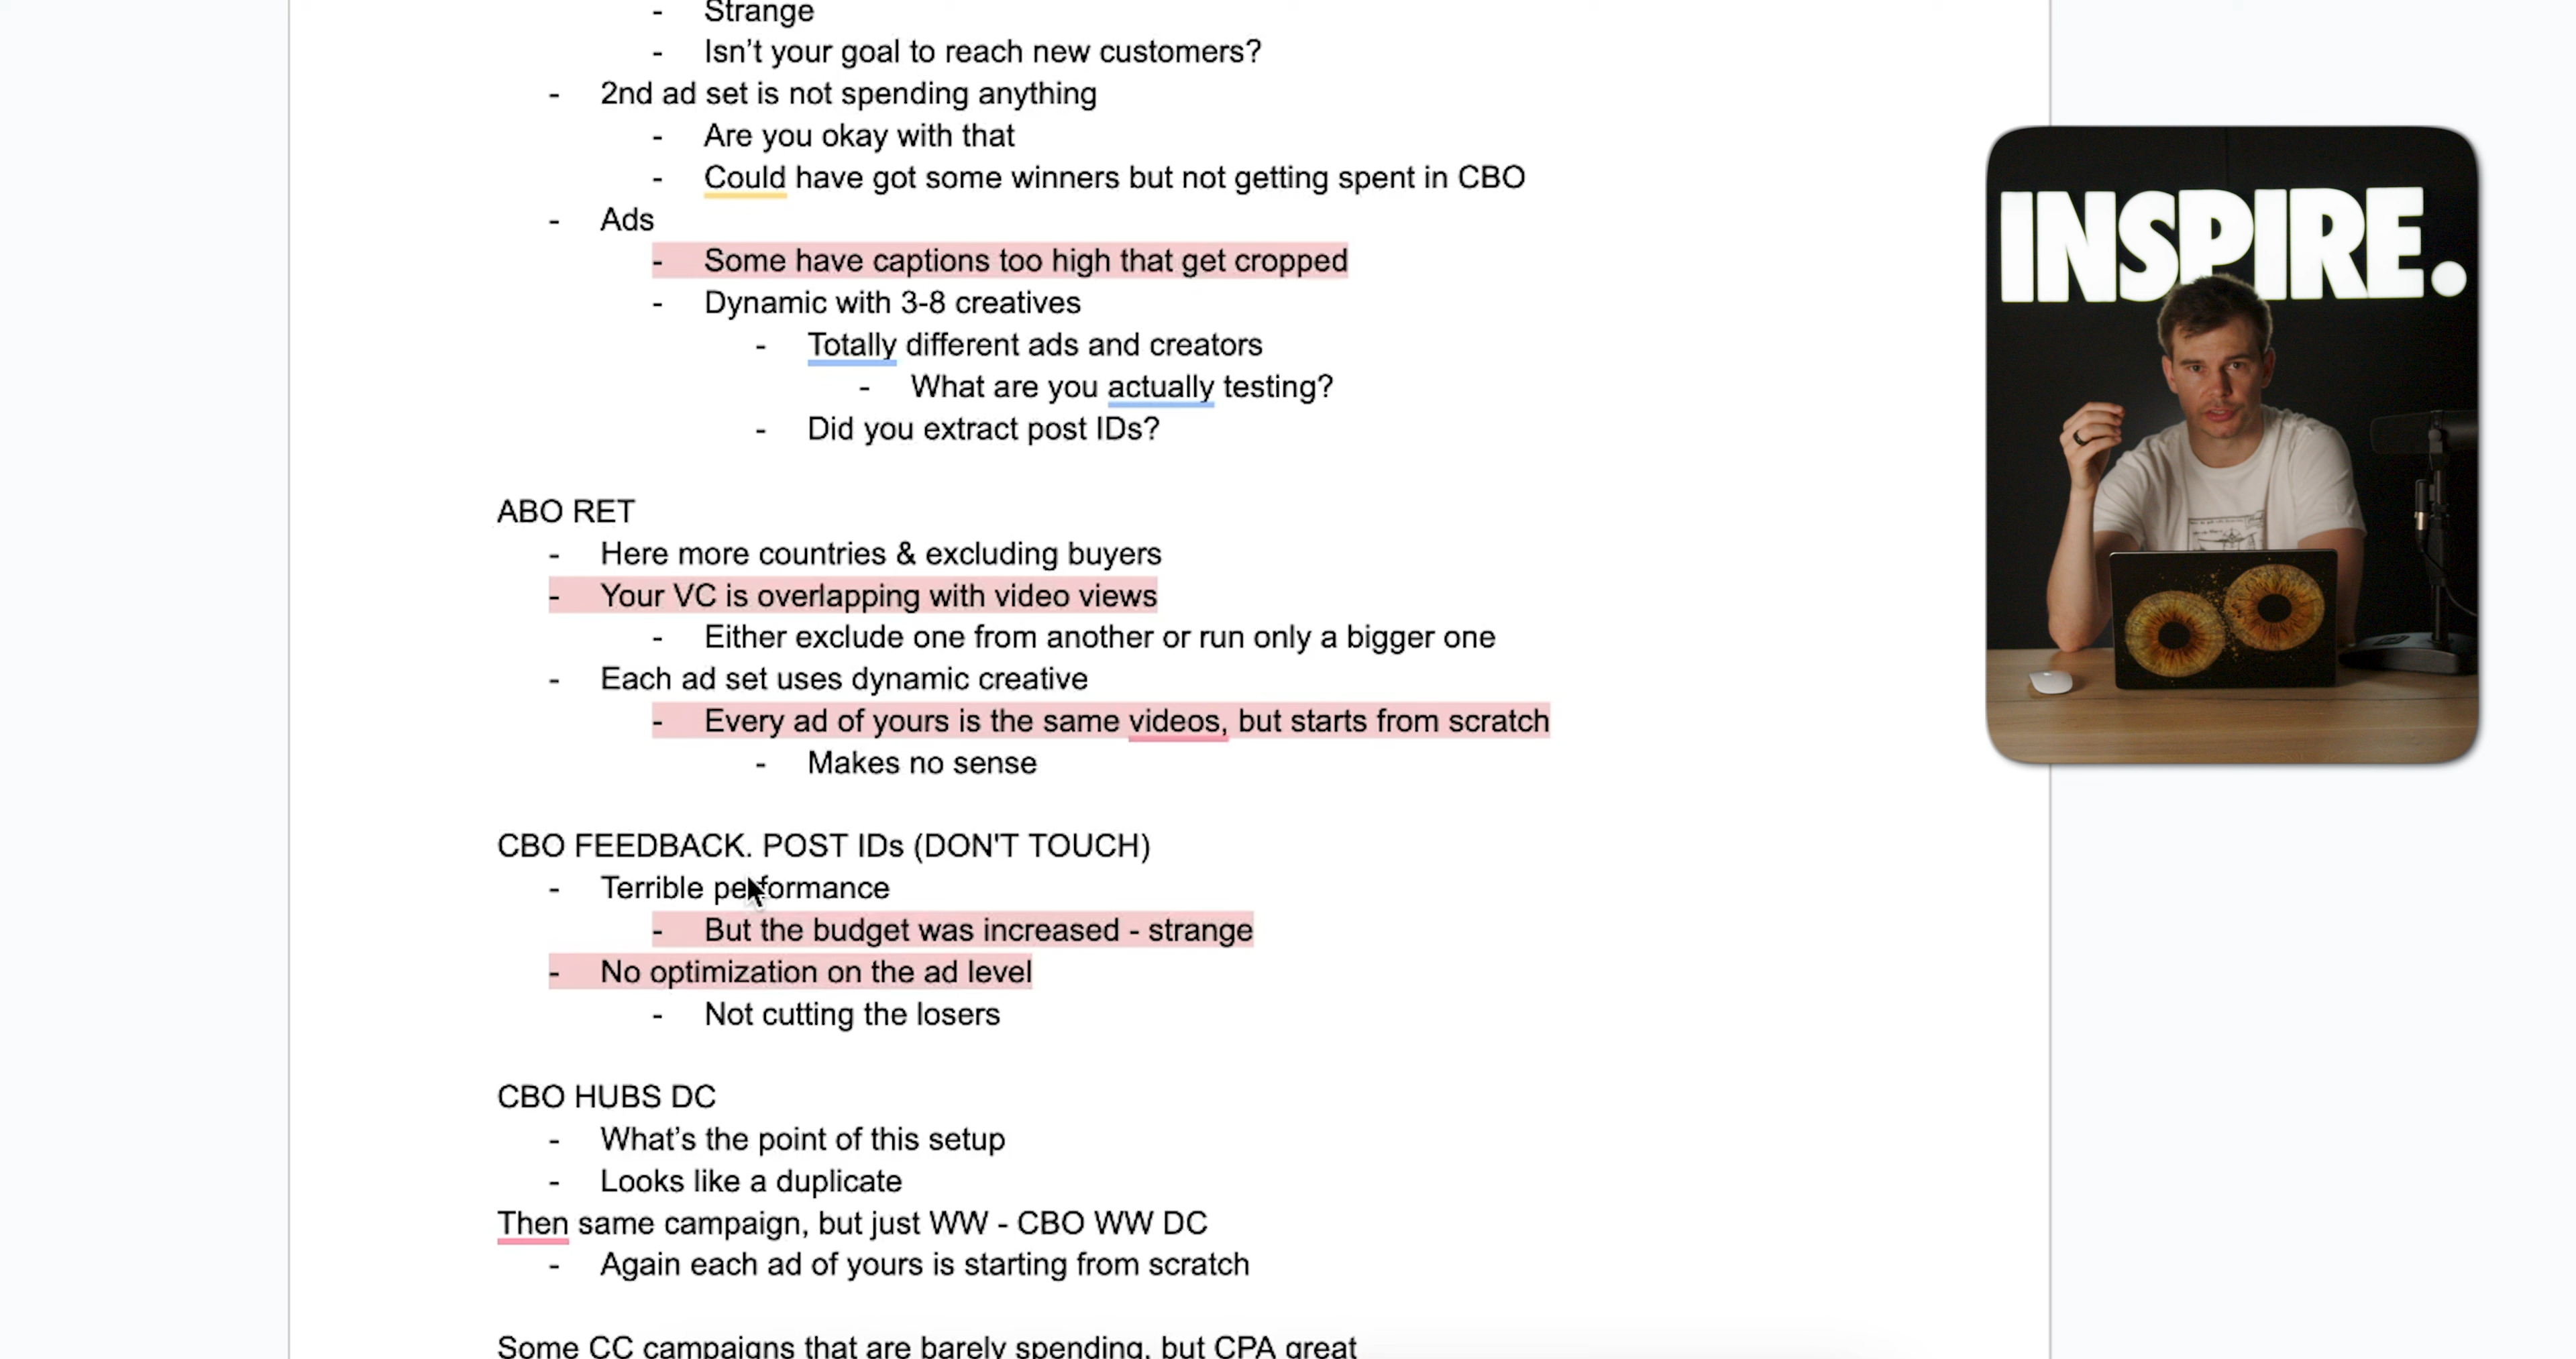 - Strange
- Isn't your goal to reach new customers?
- 2nd ad set is not spending anything
- Are you okay with that
- Could have got some winners but not getting spent in CBO
- Ads
- Some have captions too high that get cropped
- Dynamic with 3-8 creatives
- Totally different ads and creators
- What are you actually testing?
- Did you extract post IDs?
ABO RET
- Here more countries & excluding buyers
- Your VC is overlapping with video views
- Either exclude one from another or run only a bigger one
- Each ad set uses dynamic creative
- Every ad of yours is the same videos, but starts from scratch
- Makes no sense
CBO FEEDBACK. POST IDs (DON'T TOUCH)
- Terrible performance
- But the budget was increased - strange
- No optimization on the ad level
- Not cutting the losers
CBO HUBS DC
- What's the point of this setup
- Looks like a duplicate
Then same campaign, but just WW - CBO WW DC
- Again each ad of yours is starting from scratch
Some CC campaigns that are barely spending, but CPA great
INSPIRE.